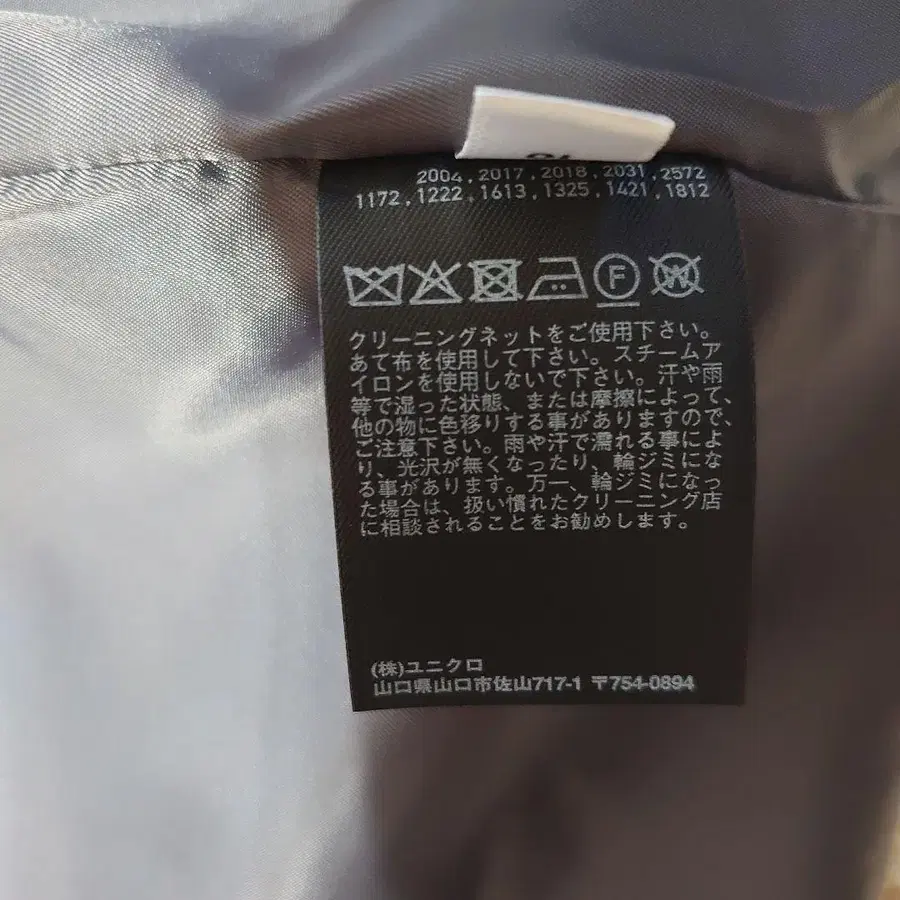 2004,2017,2018,2031,2572
1172,1222,1613,1325,1421,1812
F W
クリーニングネットをご使用下さい。
あて布を使用して下さい。スチームア
イロンを使用しないで下さい。汗や雨
等で湿った状態、または摩擦によって、
他の物に色移りする事がありますので、
ご注意下さい。雨や汗で濡れる事によ
り、光沢が無くなったり、輪ジミにな
る事があります。万一、輪ジミになっ
た場合は、扱い慣れたクリーニング店
に相談されることをお勧めします。
(株)ユニクロ
山口県山口市佐山717-1 〒754-0894